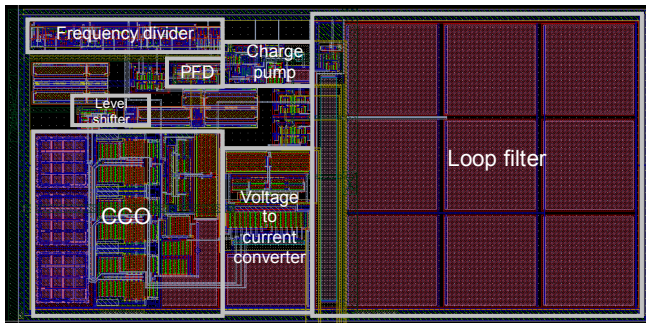 Frequency divider
Charge
pump
PFD
Level
shifter
Loop filter
CCO
Voltage
to
current
converter